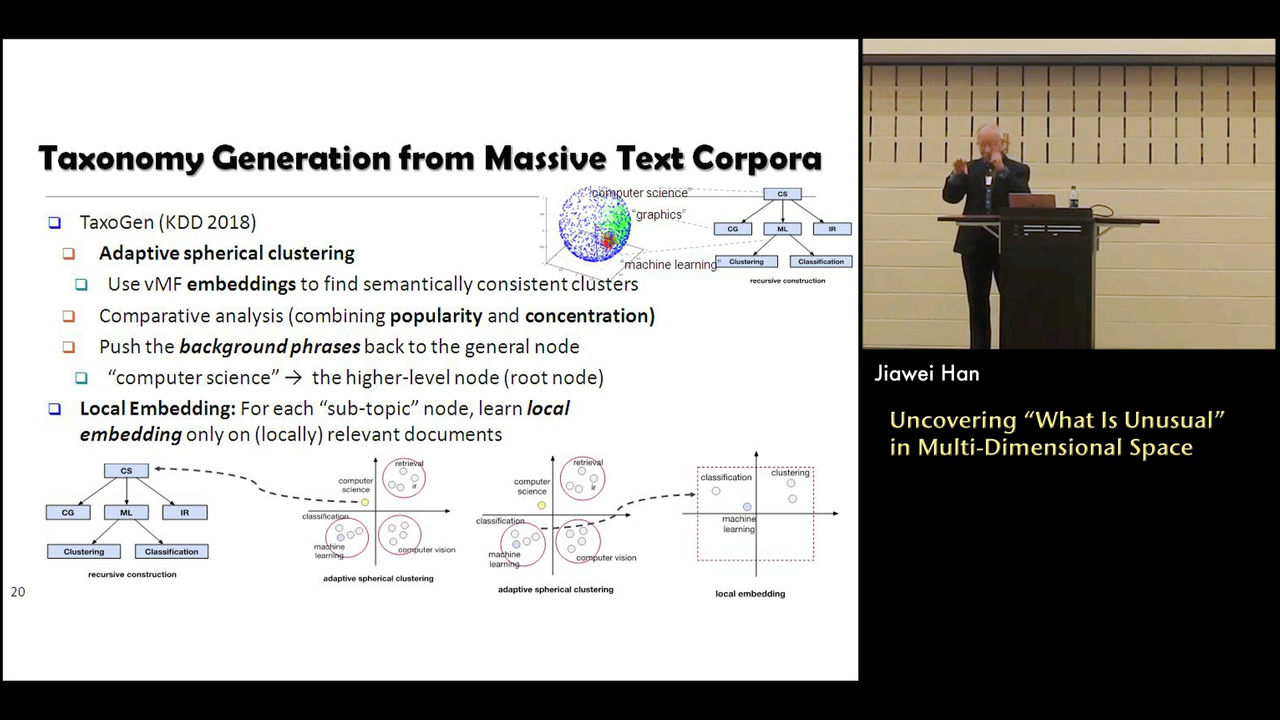 Taxonomy Generation from Massive Text Corpora
TaxoGen (KDD 2018)
Adaptive spherical clustering
Use vMF embeddings to find semantically consistent clusters
Comparative analysis (combining popularity and concentration)
Push the background phrases back to the general node
“computer science” → the higher-level node (root node)
Local Embedding: For each “sub-topic” node, learn local
embedding only on (locally) relevant documents
"computer science"
"graphics"
"machine learning"
CS
CG ML IR
Clustering Classification
recursive construction
CS
CG ML IR
Clustering Classification
recursive construction
retrieval
computer
science
ir
classification
machine
learning
computer vision
adaptive spherical clustering
retrieval
computer
science
ir
classification
machine
learning
computer vision
adaptive spherical clustering
classification
clustering
machine
learning
local embedding
20
Jiawei Han
Uncovering “What Is Unusual”
in Multi-Dimensional Space